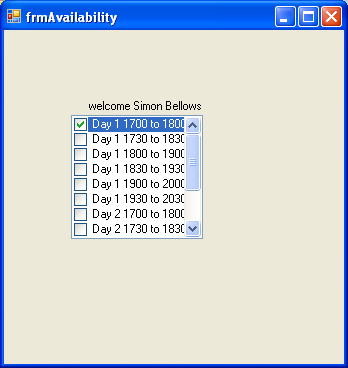 frmAvailability
welcome Simon Bellows
Day 1 1700 to 1800
Day 1 1730 to 1830
Day 1 1800 to 1900
Day 1 1830 to 1930
Day 1 1900 to 2000
Day 1 1930 to 2030
Day 2 1700 to 1800
Day 2 1730 to 1830